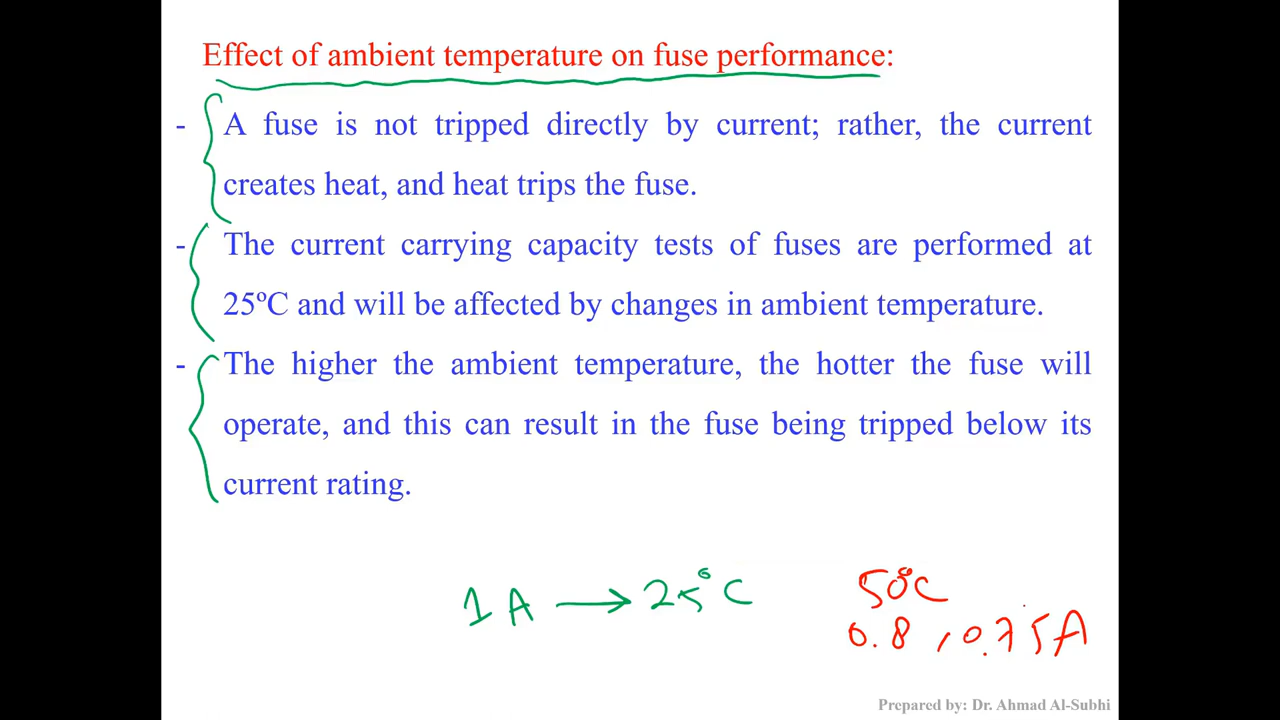 Effect of ambient temperature on fuse performance:
- A fuse is not tripped directly by current; rather, the current
creates heat, and heat trips the fuse.
- The current carrying capacity tests of fuses are performed at
25ºC and will be affected by changes in ambient temperature.
- The higher the ambient temperature, the hotter the fuse will
operate, and this can result in the fuse being tripped below its
current rating.
1 A → 25°C
50°C
0.8 , 0.75 A
Prepared by: Dr. Ahmad Al-Subhi